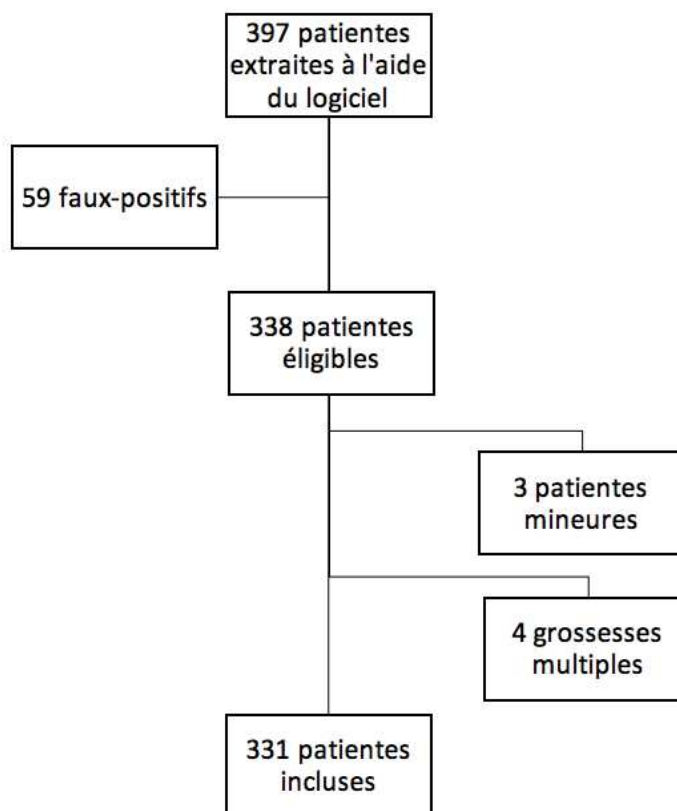 397 patientes
extraites à l'aide
du logiciel
59 faux-positifs
338 patientes
éligibles
3 patientes
mineures
4 grossesses
multiples
331 patientes
incluses